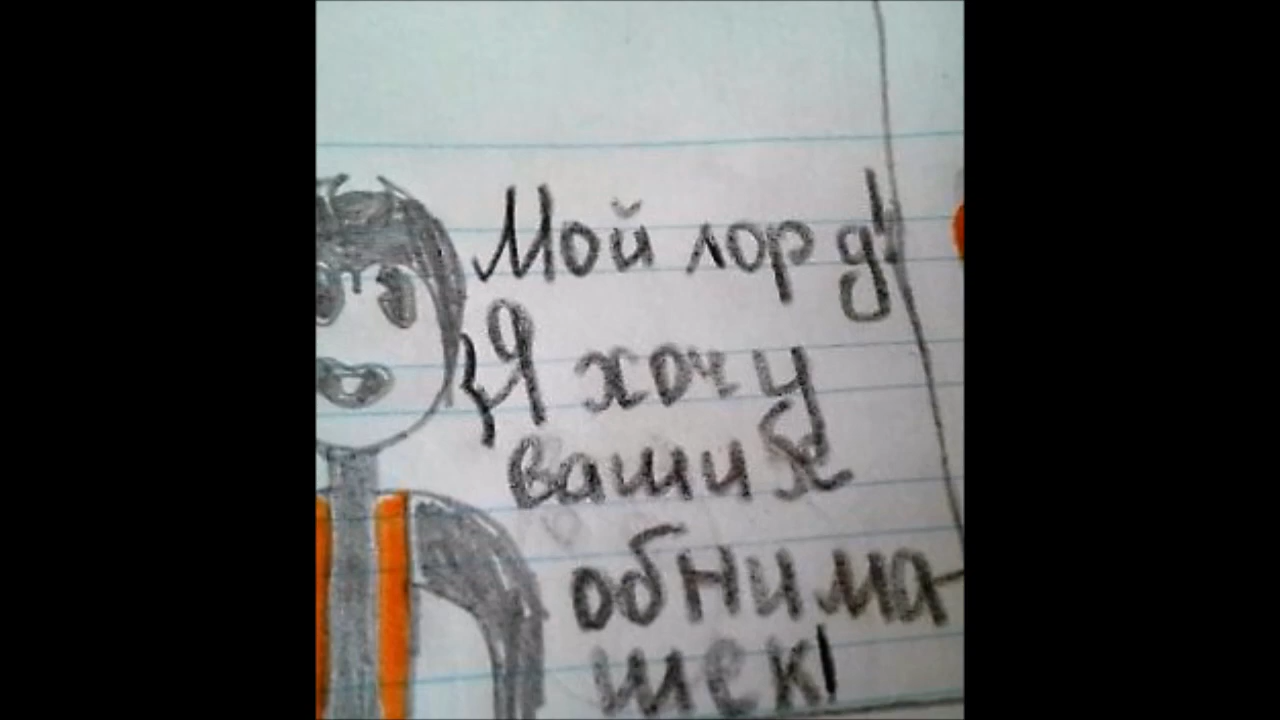 Мой лорд!
Я хочу
ваших
обнима-
шек!